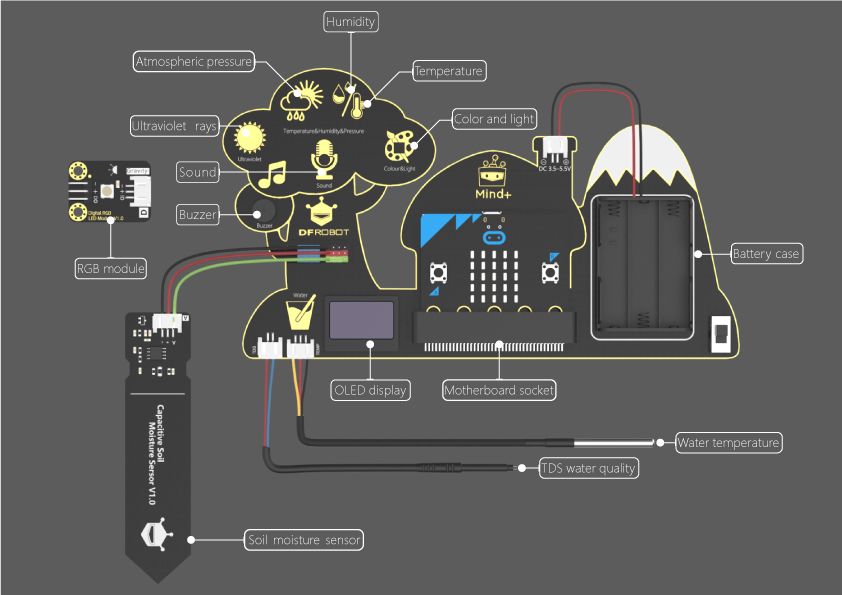 Humidity
Atmospheric pressure
Temperature
Ultraviolet rays
Temperature&Humidity&Pressure
Color and light
Ultraviolet
Colour&Light
Sound
Sound
DC 3.5~5.5V
Gravity
Mind+
Buzzer
Buzzer
Digital RGB
LED Module V1.0
D
DFROBOT
RGB module
Battery case
Water
TDS
TEMP
OLED display
Motherboard socket
Capacitive Soil
Moisture Sensor V1.0
Water temperature
TDS water quality
Soil moisture sensor